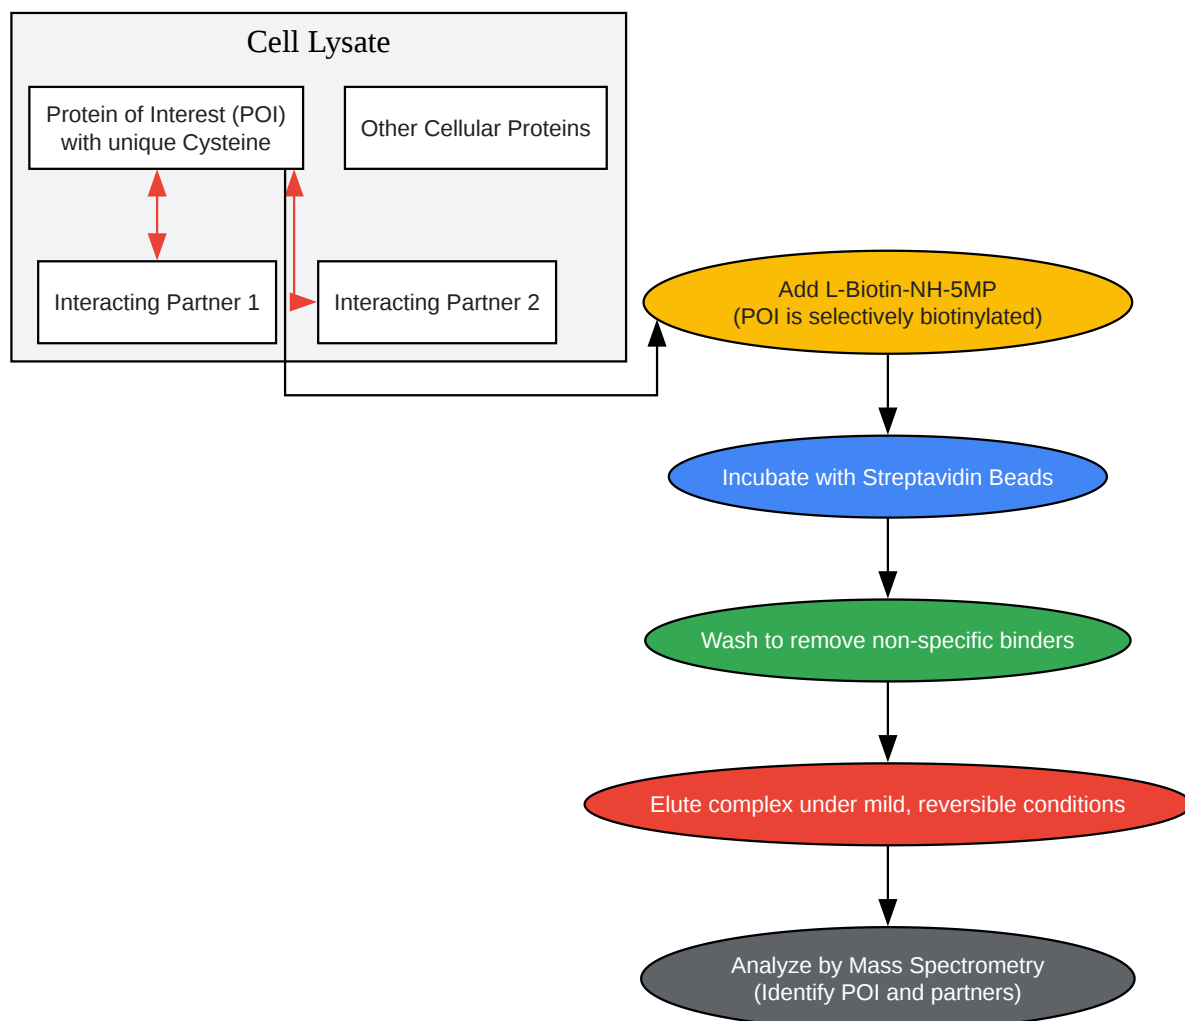 Cell Lysate
Protein of Interest (POI)
with unique Cysteine
Other Cellular Proteins
Interacting Partner 1
Interacting Partner 2
Add L-Biotin-NH-5MP
(POI is selectively biotinylated)
Incubate with Streptavidin Beads
Wash to remove non-specific binders
Elute complex under mild, reversible conditions
Analyze by Mass Spectrometry
(Identify POI and partners)